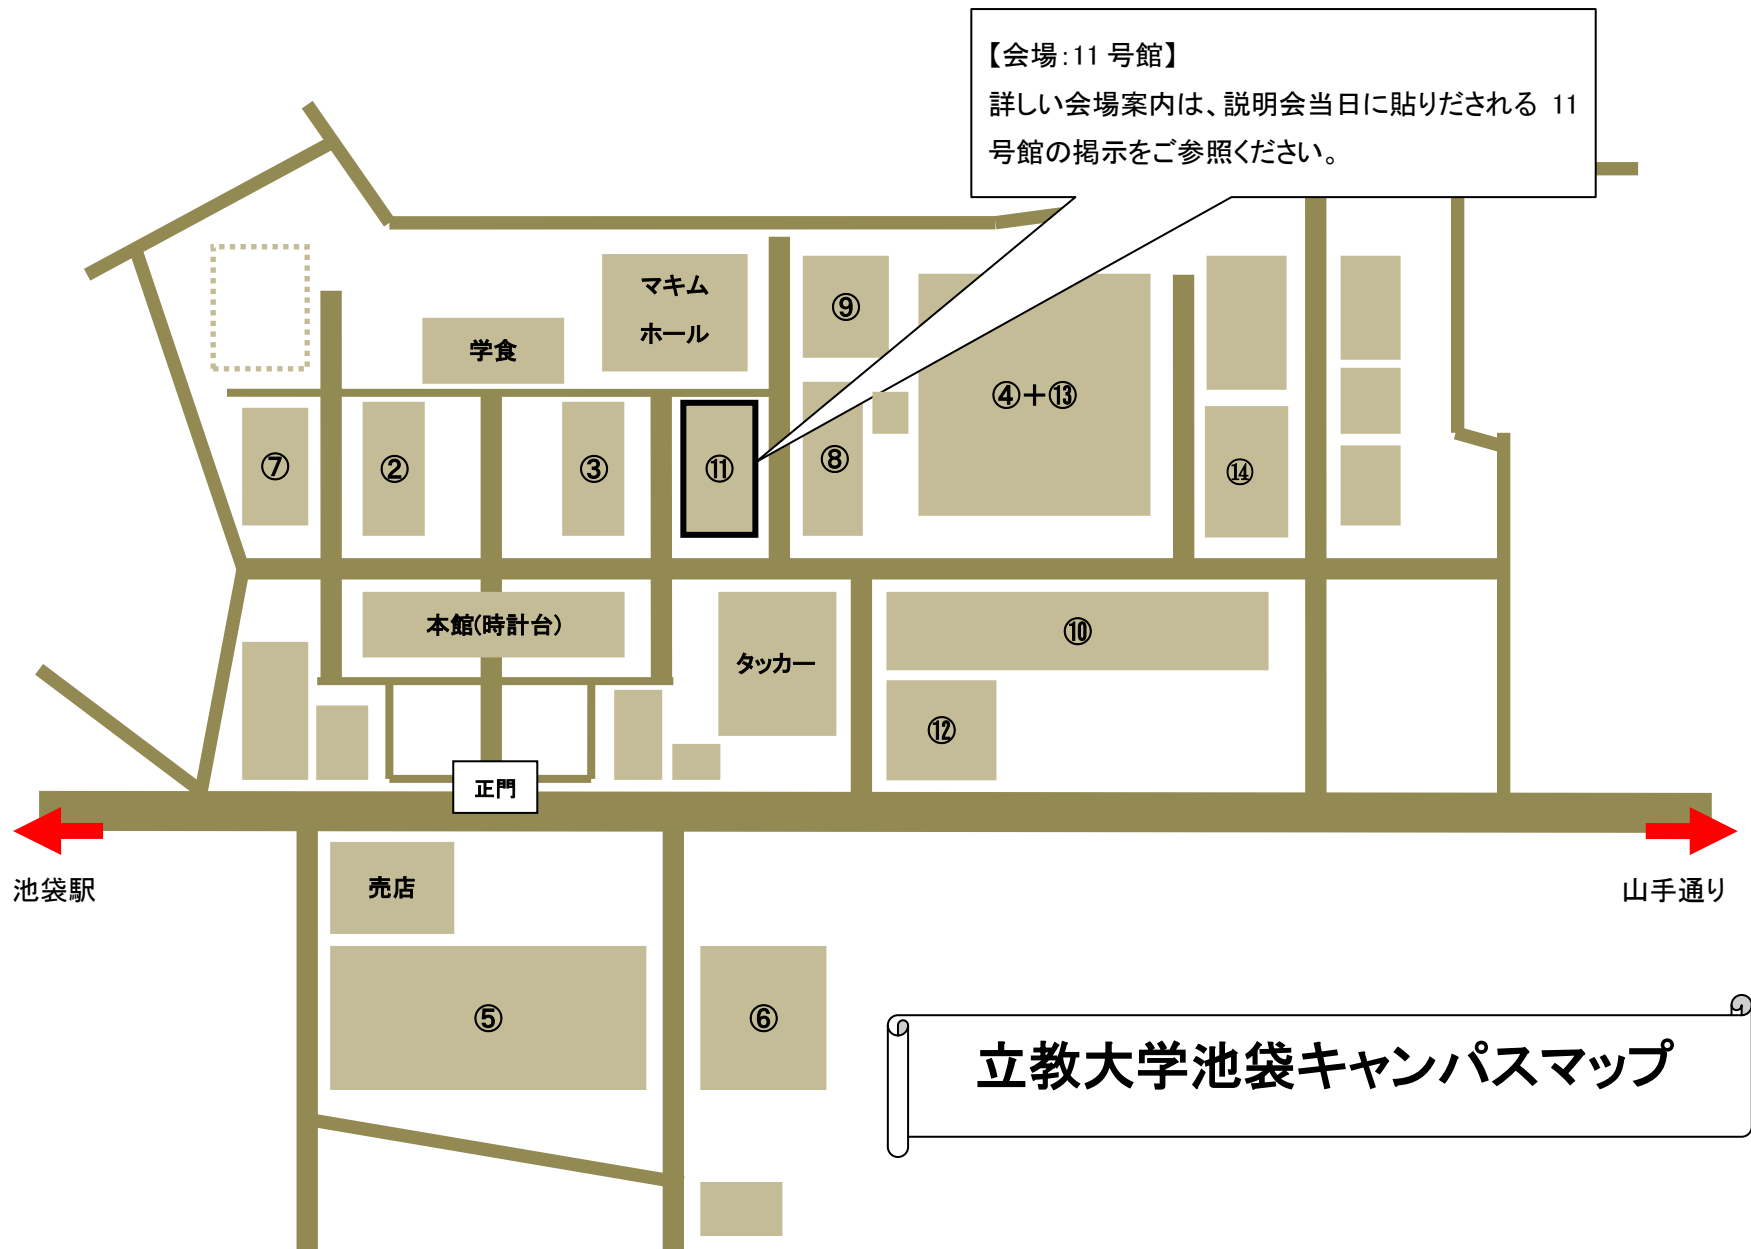 【会場:11 号館】
詳しい会場案内は、説明会当日に貼りだされる 11
号館の掲示をご参照ください。
マキム
ホール
⑨
学食
④+⑬
⑦
②
③
⑪
⑧
⑭
本館(時計台)
⑩
タッカー
⑫
正門
池袋駅
売店
山手通り
⑤
⑥
立教大学池袋キャンパスマップ